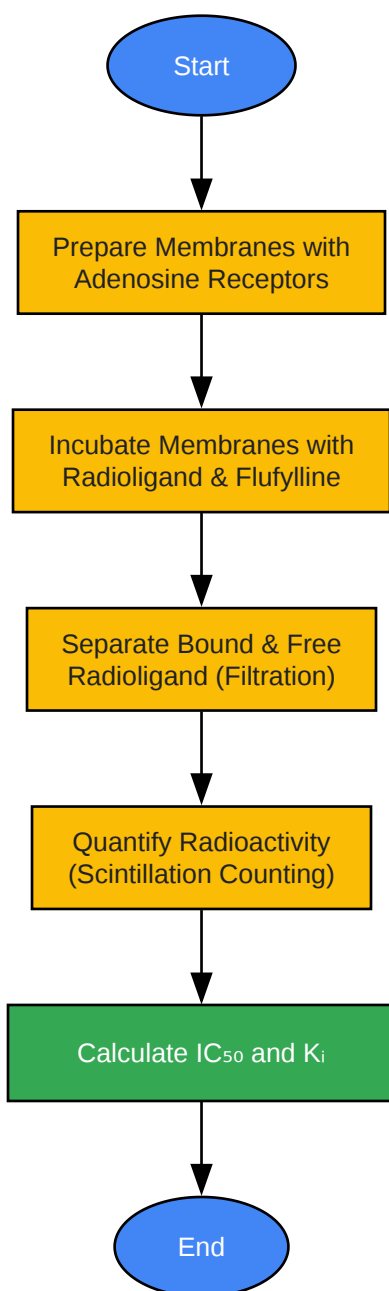 Start
Prepare Membranes with
Adenosine Receptors
Incubate Membranes with
Radioligand & Flufylline
Separate Bound & Free
Radioligand (Filtration)
Quantify Radioactivity
(Scintillation Counting)
Calculate IC₅₀ and Kᵢ
End